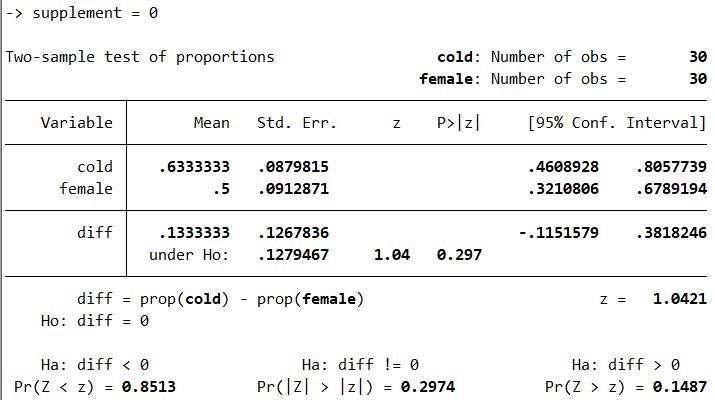 -> supplement = 0
Two-sample test of proportions cold: Number of obs = 30
female: Number of obs = 30
Variable Mean Std. Err. z P>|z| [95% Conf. Interval]
cold .6333333 .0879815 .4608928 .8057739
female .5 .0912871 .3210806 .6789194
diff .1333333 .1267836 -.1151579 .3818246
under Ho: .1279467 1.04 0.297
diff = prop(cold) - prop(female) z = 1.0421
Ho: diff = 0
Ha: diff < 0 Ha: diff != 0 Ha: diff > 0
Pr(Z < z) = 0.8513 Pr(|Z| > |z|) = 0.2974 Pr(Z > z) = 0.1487